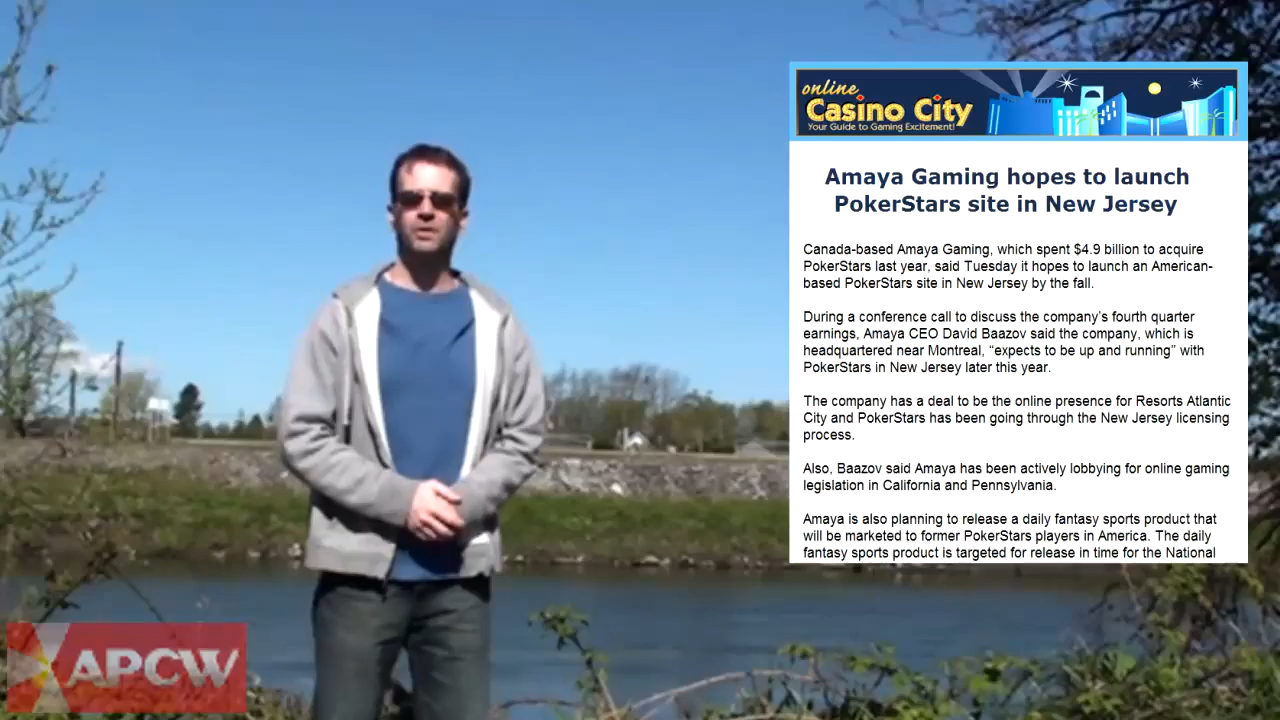 online
Casino City
Your Guide to Gaming Excitement!
Amaya Gaming hopes to launch
PokerStars site in New Jersey
Canada-based Amaya Gaming, which spent $4.9 billion to acquire
PokerStars last year, said Tuesday it hopes to launch an American-
based PokerStars site in New Jersey by the fall.
During a conference call to discuss the company's fourth quarter
earnings, Amaya CEO David Baazov said the company, which is
headquartered near Montreal, “expects to be up and running” with
PokerStars in New Jersey later this year.
The company has a deal to be the online presence for Resorts Atlantic
City and PokerStars has been going through the New Jersey licensing
process.
Also, Baazov said Amaya has been actively lobbying for online gaming
legislation in California and Pennsylvania.
Amaya is also planning to release a daily fantasy sports product that
will be marketed to former PokerStars players in America. The daily
fantasy sports product is targeted for release in time for the National
APCW